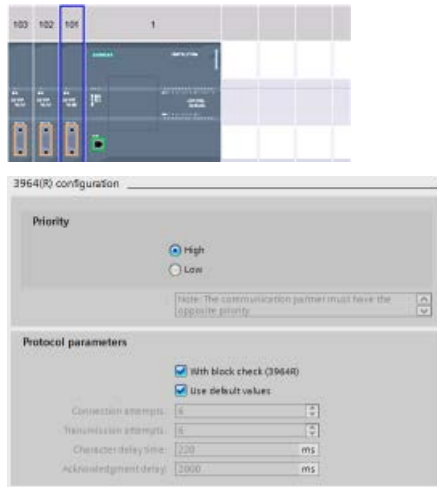 103 102 101 1
SIEMENS
3964(R) configuration
Priority
High
Low
Note: The communication partner must have the
opposite priority
Protocol parameters
With block check (3964R)
Use default values
Connection attempts: 6
Transmission attempts: 6
Character delay time: 220 ms
Acknowledgment delay: 2000 ms